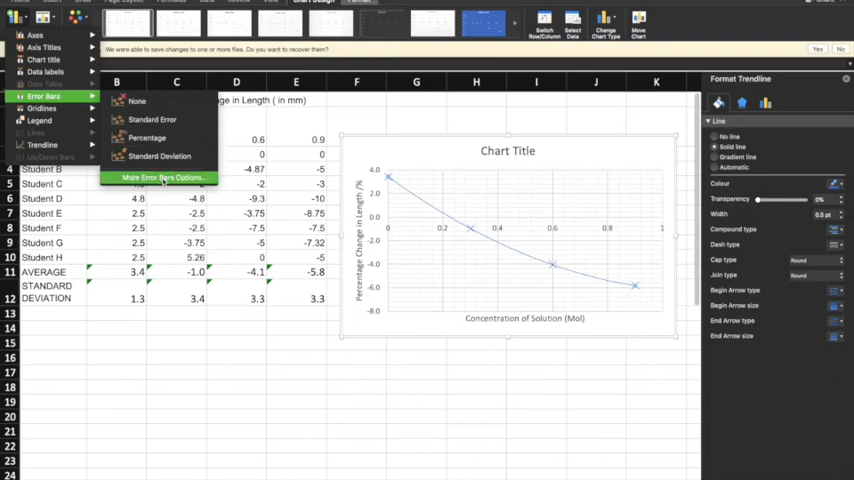 Chart Design
Format
Switch Row/Column
Select Data
Change Chart Type
Move Chart
We were able to save changes to one or more files. Do you want to recover them?
Yes
No
Axes
Axis Titles
Chart title
Data labels
Data Table
Error Bars
Gridlines
Legend
Lines
Trendline
Up/Down Bars
None
Standard Error
Percentage
Standard Deviation
More Error Bars Options...
B C D E F G H I J K
ge in Length ( in mm)
0.6 0.9
0 0
4 Student B -4.87 -5
5 Student C -2 -3
6 Student D 4.8 -4.8 -9.3 -10
7 Student E 2.5 -2.5 -3.75 -8.75
8 Student F 2.5 -2.5 -7.5 -7.5
9 Student G 2.5 -3.75 -5 -7.32
10 Student H 2.5 5.26 0 -5
11 AVERAGE 3.4 -1.0 -4.1 -5.8
STANDARD
12 DEVIATION 1.3 3.4 3.3 3.3
13
14
15
16
17
18
19
20
21
22
23
24
Chart Title
4.0
2.0
0.0
-2.0
-4.0
-6.0
-8.0
0 0.2 0.4 0.6 0.8 1
Percentage Change in Length /%
Concentration of Solution (Mol)
Format Trendline
Line
No line
Solid line
Gradient line
Automatic
Colour
Transparency 0%
Width 0.5 pt
Compound type
Dash type
Cap type Round
Join type Round
Begin Arrow type
Begin Arrow size
End Arrow type
End Arrow size